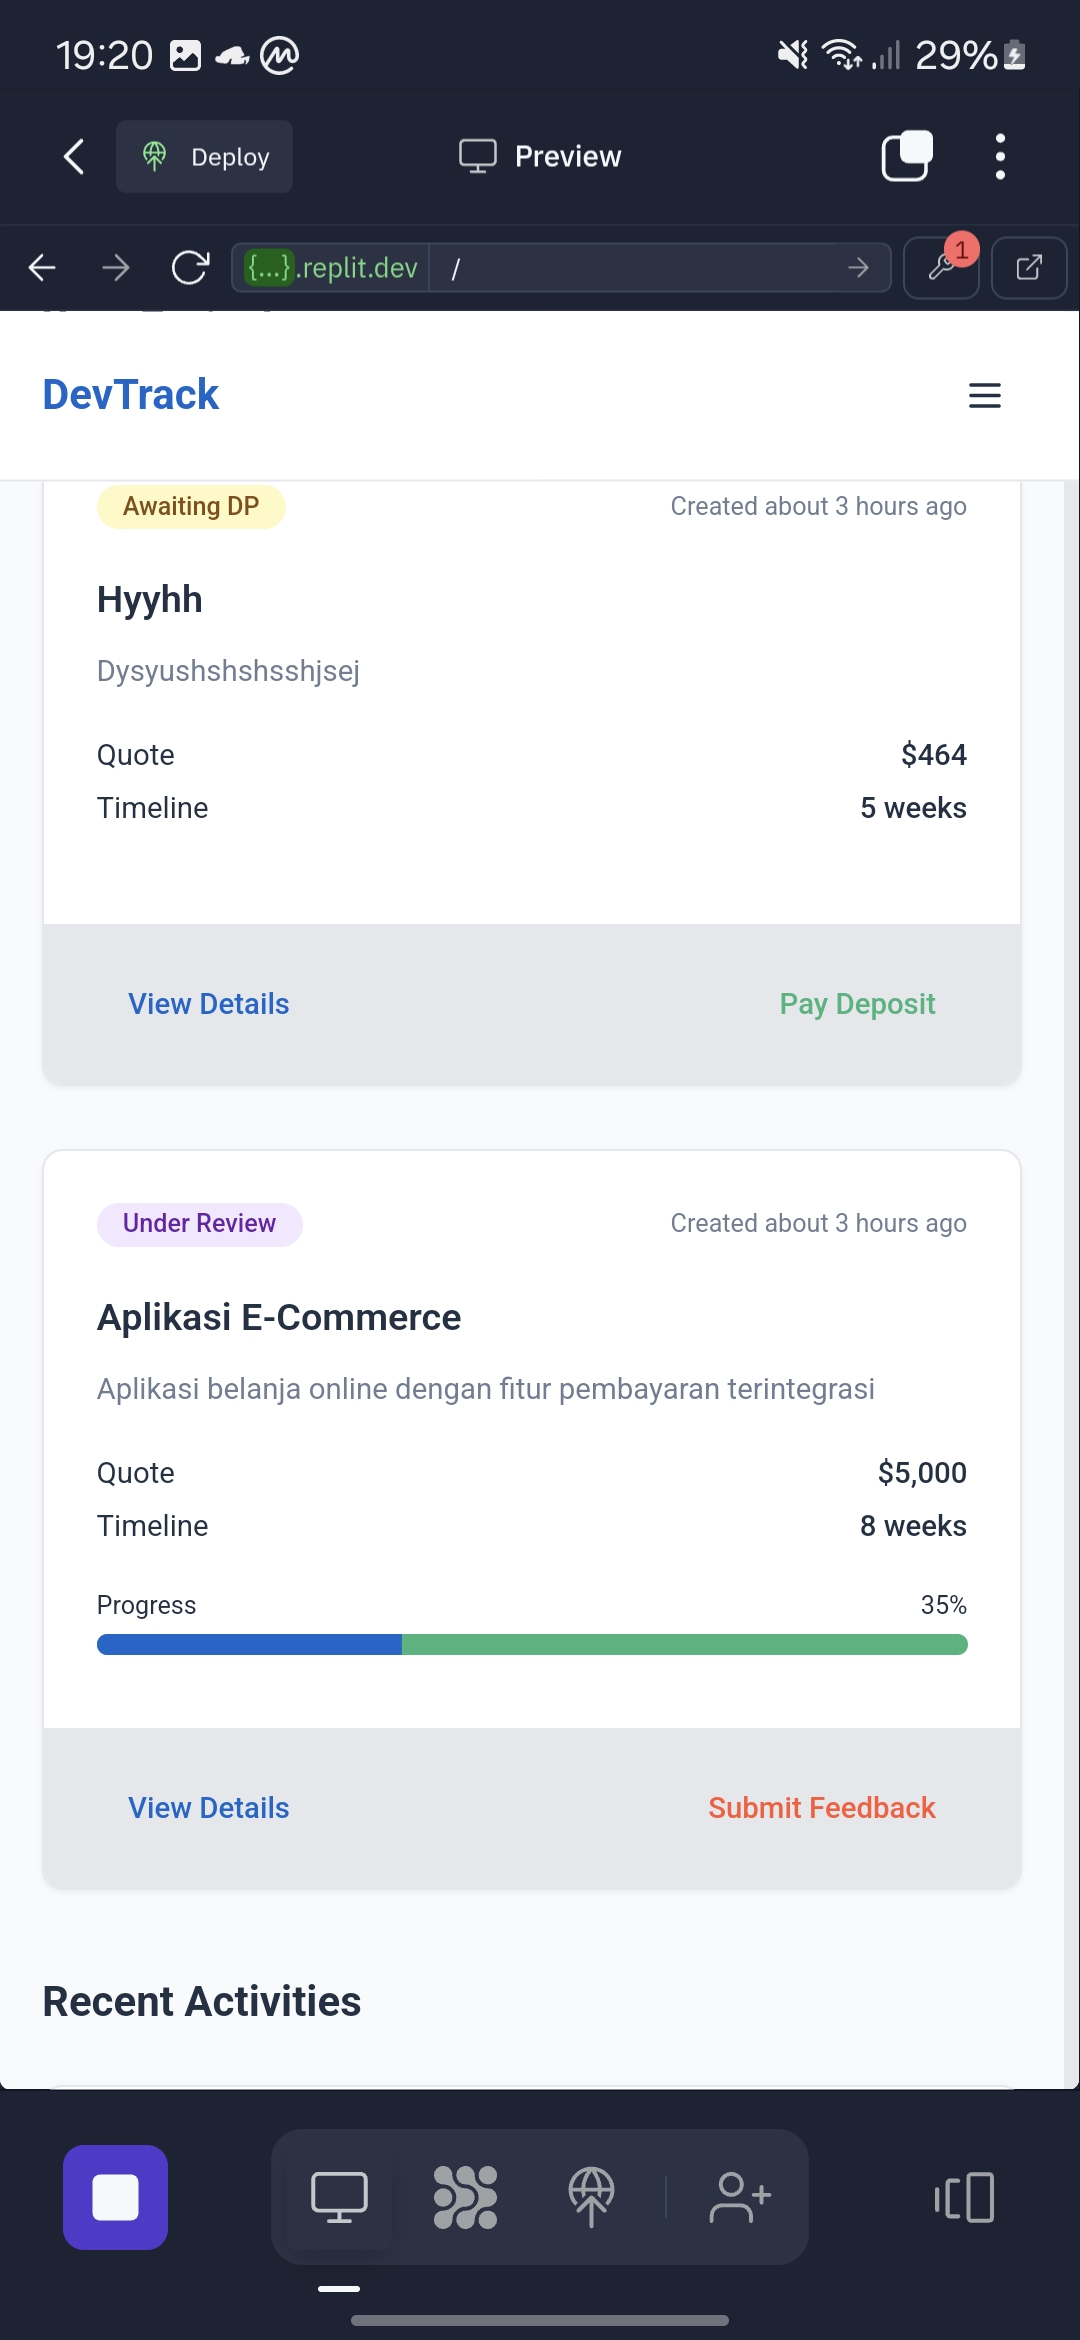 19:20
29%
Deploy
Preview
{...}.replit.dev
/
1
DevTrack
Awaiting DP
Created about 3 hours ago
Hyyhh
Dysyushshshsshjsej
Quote
$464
Timeline
5 weeks
View Details
Pay Deposit
Under Review
Created about 3 hours ago
Aplikasi E-Commerce
Aplikasi belanja online dengan fitur pembayaran terintegrasi
Quote
$5,000
Timeline
8 weeks
Progress
35%
View Details
Submit Feedback
Recent Activities